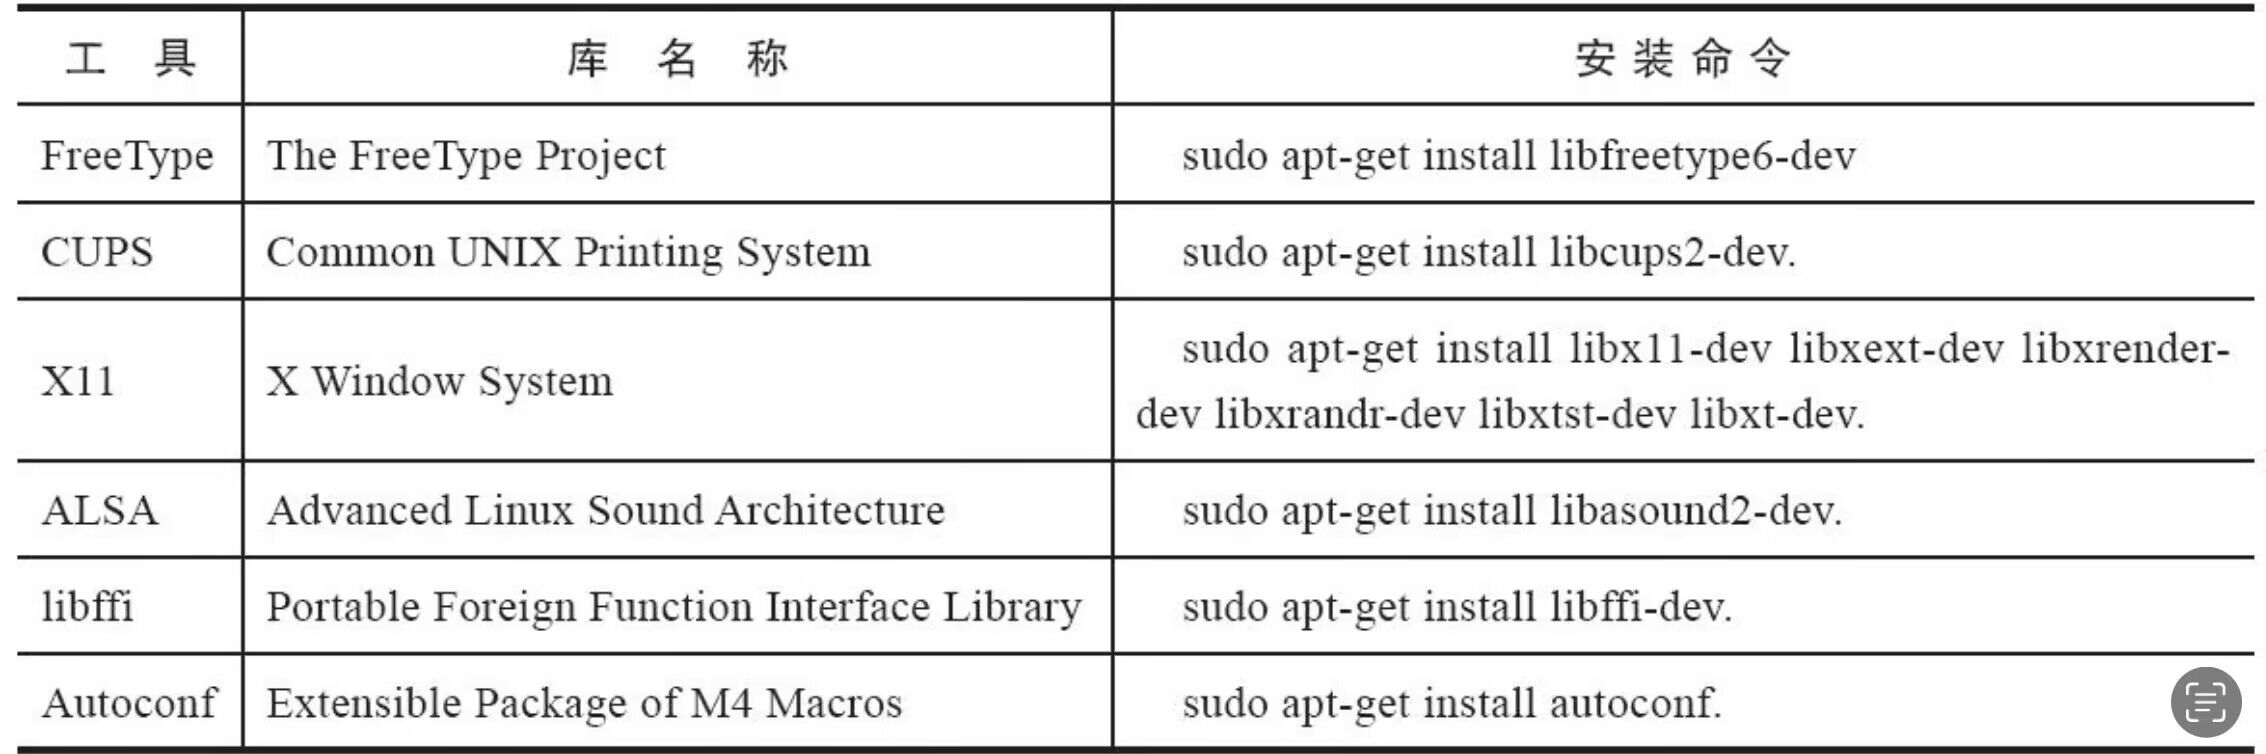 工 具 库 名 称 安 装 命 令
FreeType The FreeType Project sudo apt-get install libfreetype6-dev
CUPS Common UNIX Printing System sudo apt-get install libcups2-dev.
X11 X Window System sudo apt-get install libx11-dev libxext-dev libxrender-
dev libxrandr-dev libxtst-dev libxt-dev.
ALSA Advanced Linux Sound Architecture sudo apt-get install libasound2-dev.
libffi Portable Foreign Function Interface Library sudo apt-get install libffi-dev.
Autoconf Extensible Package of M4 Macros sudo apt-get install autoconf.